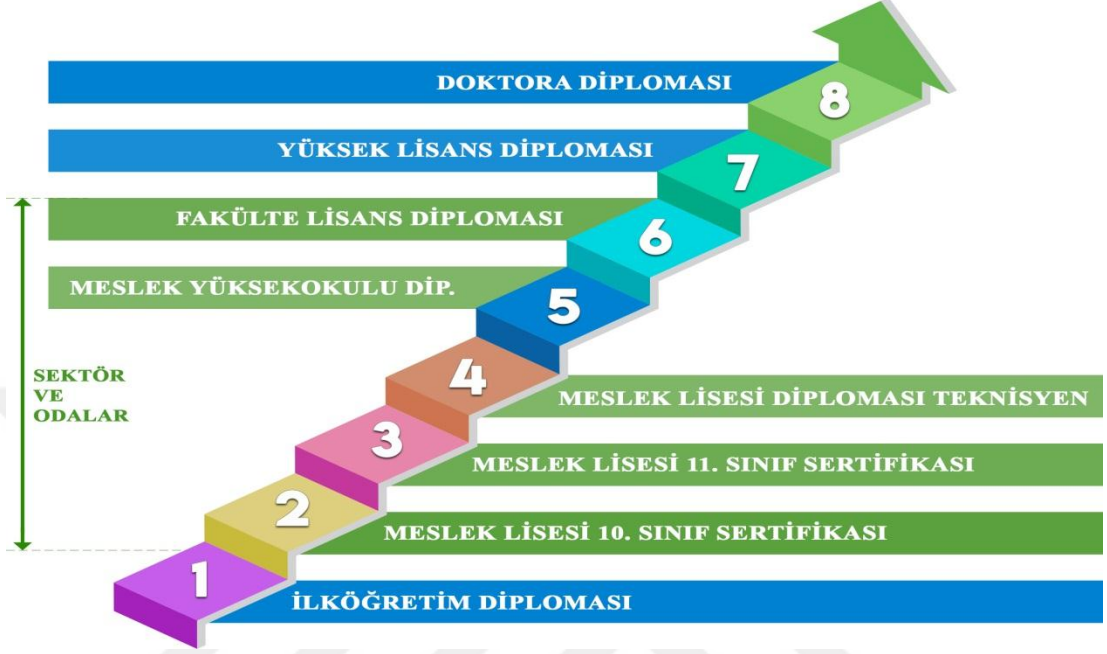 DOKTORA DİPLOMASI
8
YÜKSEK LİSANS DİPLOMASI
7
FAKÜLTE LİSANS DİPLOMASI
6
MESLEK YÜKSEKOKULU DİP.
5
SEKTÖR
VE
ODALAR
4
MESLEK LİSESİ DİPLOMASI TEKNİSYEN
3
MESLEK LİSESİ 11. SINIF SERTİFİKASI
2
MESLEK LİSESİ 10. SINIF SERTİFİKASI
1
İLKÖĞRETİM DİPLOMASI